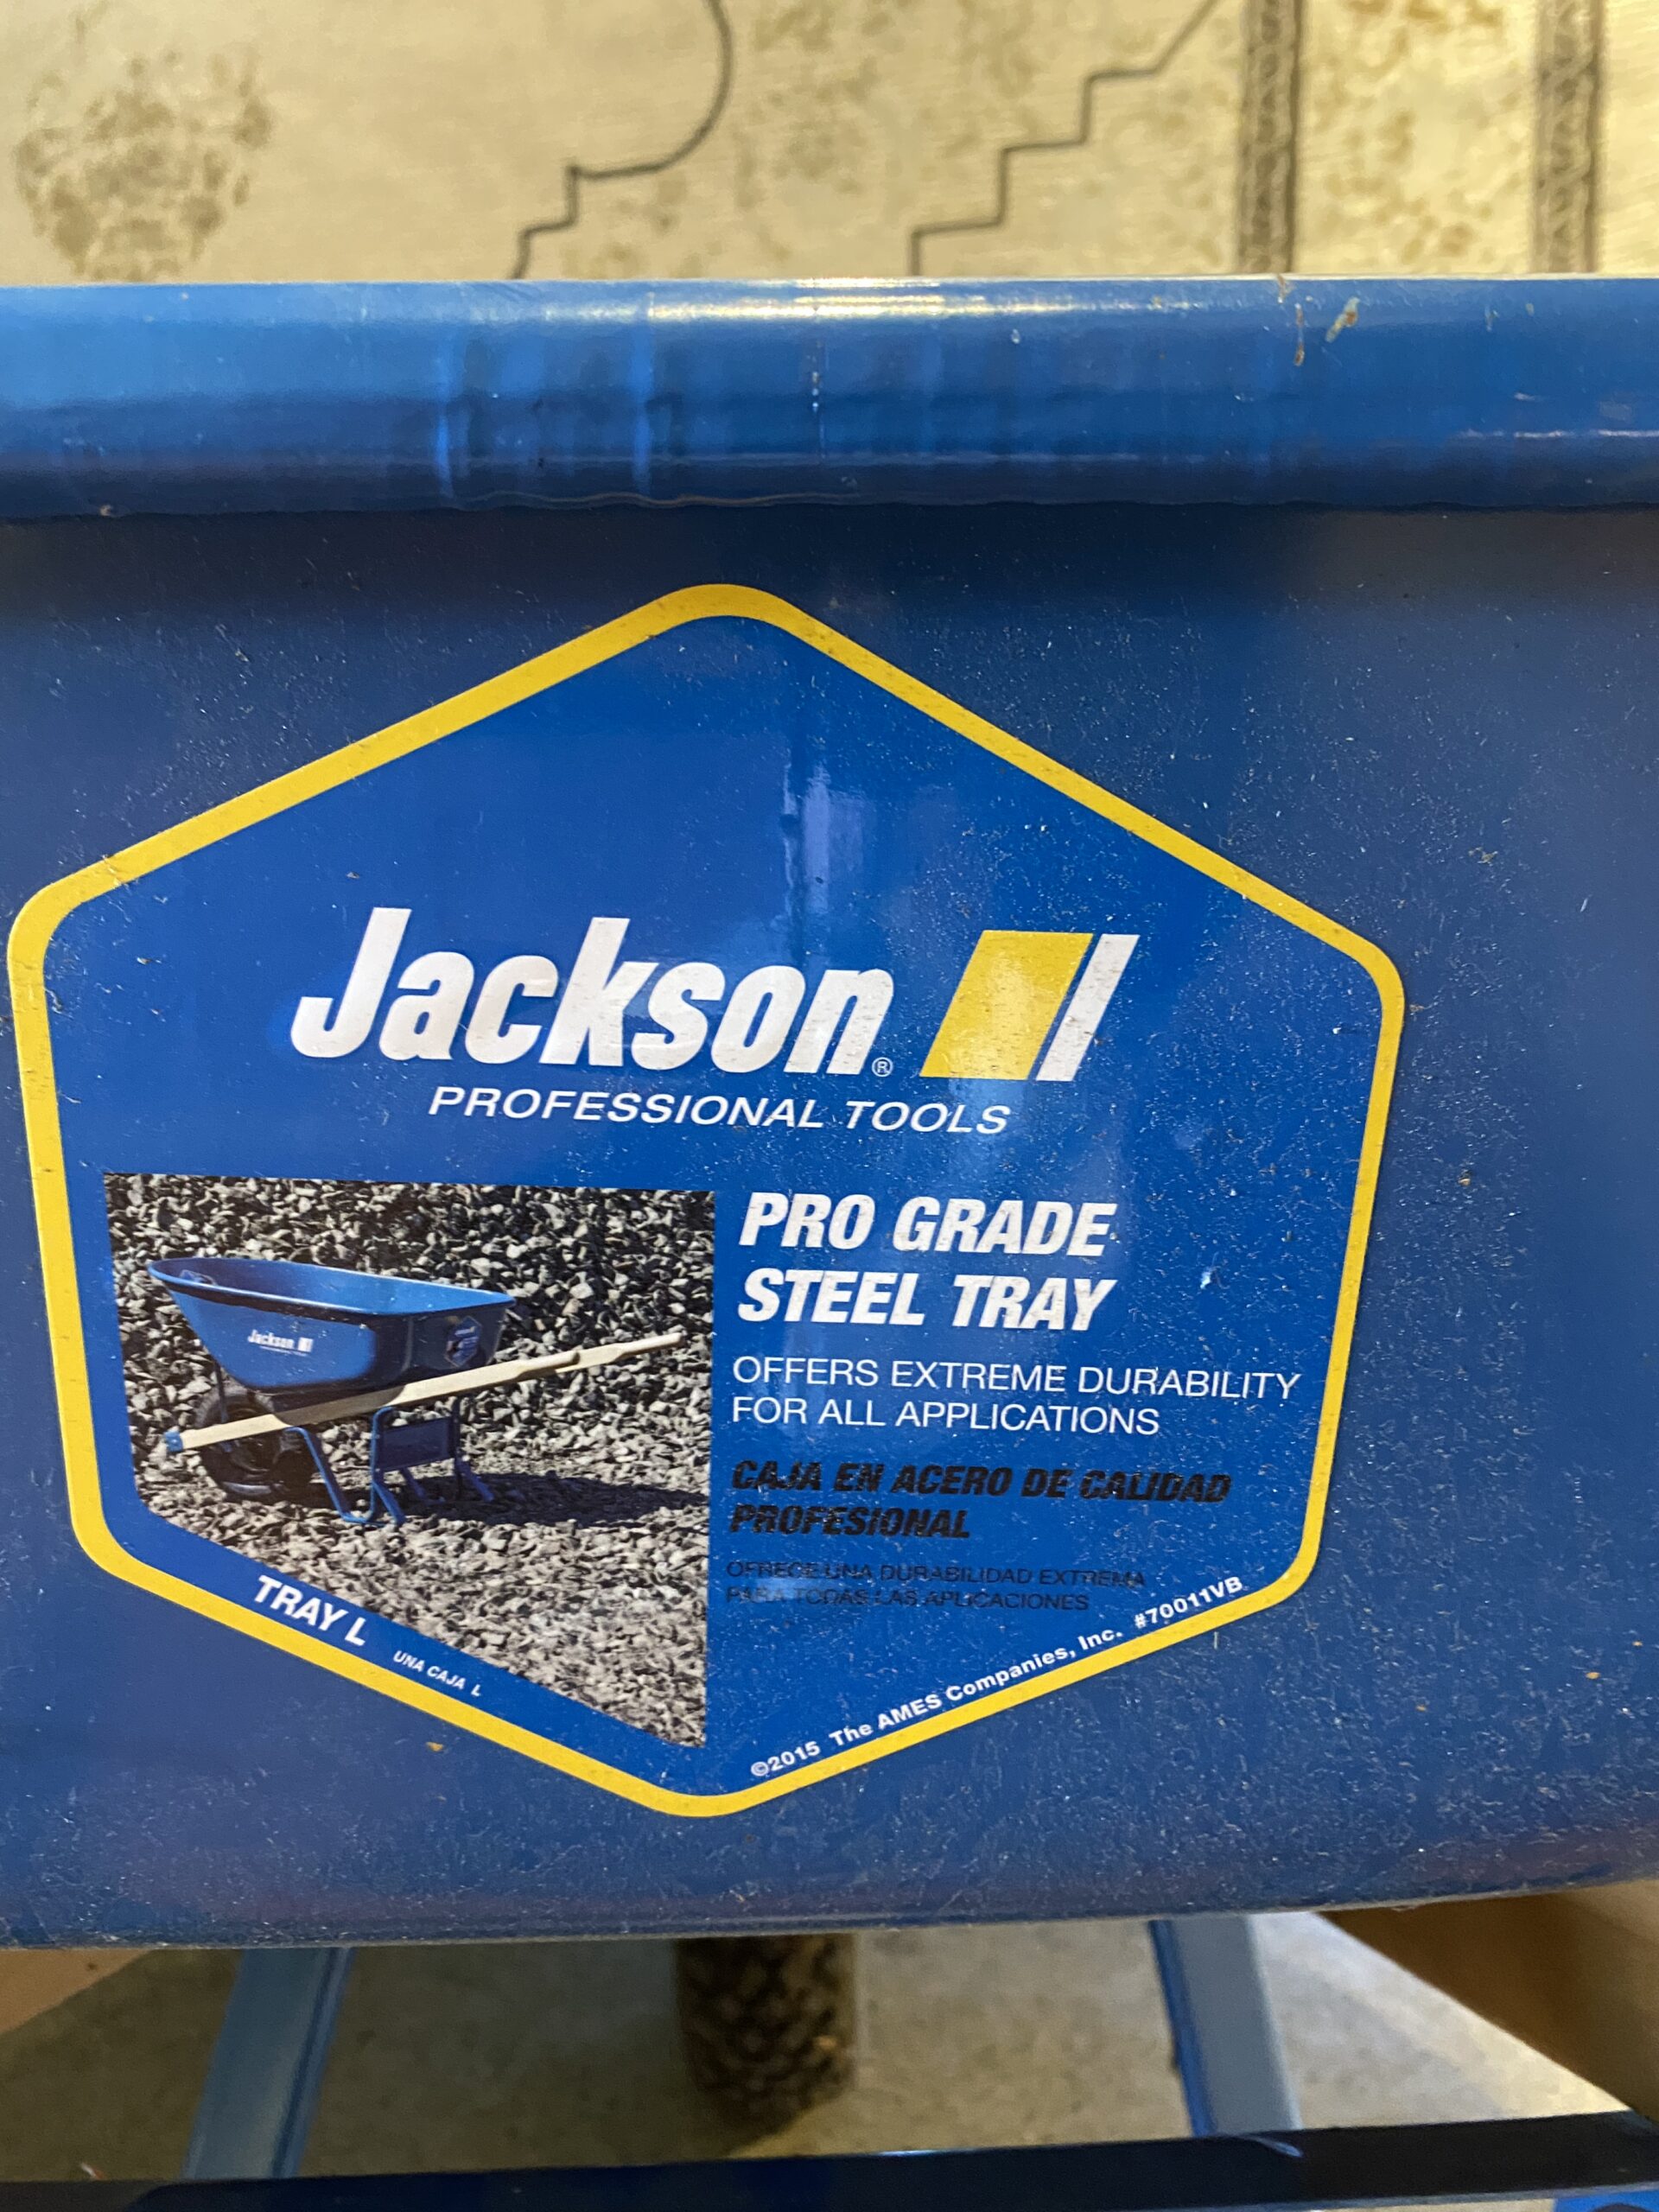 Jackson®
PROFESSIONAL TOOLS
PRO GRADE
STEEL TRAY
OFFERS EXTREME DURABILITY
FOR ALL APPLICATIONS
CAJA EN ACERO DE CALIDAD
PROFESIONAL
OFRECE UNA DURABILIDAD EXTREMA
PARA TODAS LAS APLICACIONES
Jackson
TRAY L UNA CAJA L
©2015 The AMES Companies, Inc. #70011VB